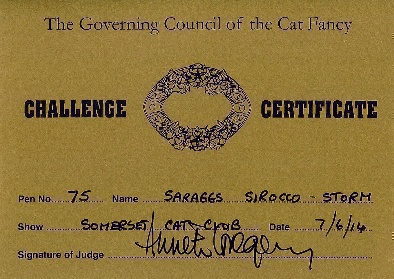 The Governing Council of the Cat Fancy
CHALLENGE CERTIFICATE
Pen No. 75 Name SARAGGS SIROCCO - STORM
Show SOMERSET CAT CLUB Date 7/6/14
Signature of Judge